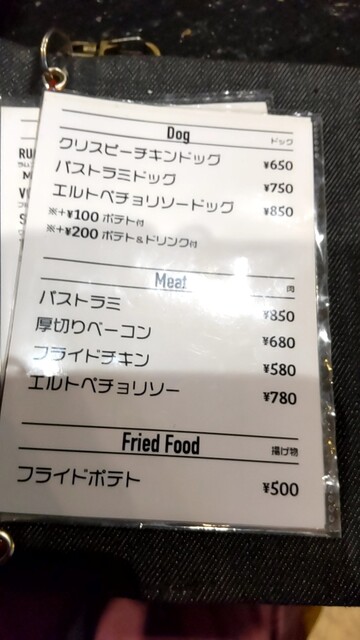 Dog ドック
クリスピーチキンドッグ ¥650
パストラミドッグ ¥750
エルトペチョリソードッグ ¥850
※+¥100 ポテト付
※+¥200 ポテト&ドリンク付
Meat 肉
パストラミ ¥850
厚切りベーコン ¥680
フライドチキン ¥580
エルトペチョリソー ¥780
Fried Food 揚げ物
フライドポテト ¥500